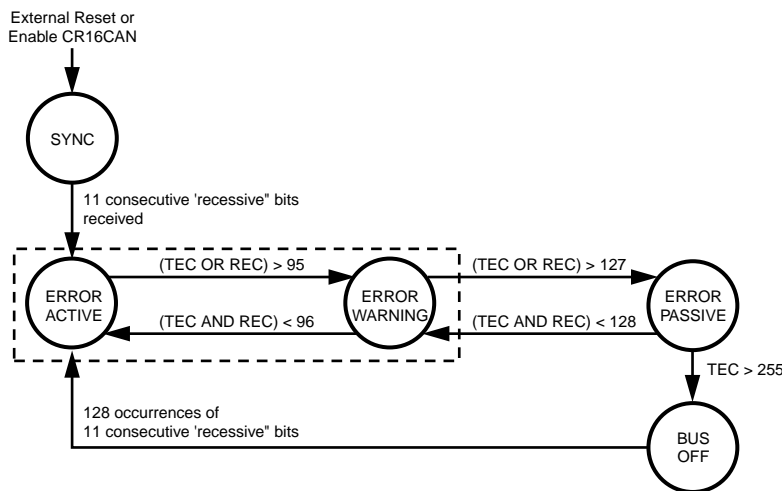 External Reset or
Enable CR16CAN
SYNC
11 consecutive 'recessive" bits
received
(TEC OR REC) > 95
(TEC OR REC) > 127
ERROR
ACTIVE
ERROR
WARNING
ERROR
PASSIVE
(TEC AND REC) < 96
(TEC AND REC) < 128
TEC > 255
128 occurrences of
11 consecutive 'recessive" bits
BUS
OFF